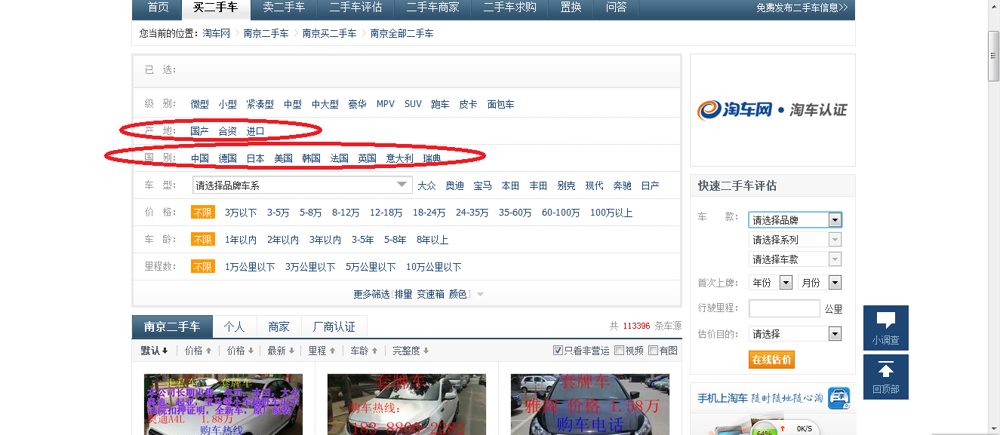 首页 买二手车 卖二手车 二手车评估 二手车商家 二手车求购 置换 问答 免费发布二手车信息>>
您当前的位置: 淘车网 > 南京二手车 > 南京买二手车 > 南京全部二手车
已 选:
级 别: 微型 小型 紧凑型 中型 中大型 豪华 MPV SUV 跑车 皮卡 面包车
产 地: 国产 合资 进口
国 别: 中国 德国 日本 美国 韩国 法国 英国 意大利 瑞典
车 型: 请选择品牌车系 大众 奥迪 宝马 本田 丰田 别克 现代 奔驰 日产
价 格: 不限 3万以下 3-5万 5-8万 8-12万 12-18万 18-24万 24-35万 35-60万 60-100万 100万以上
车 龄: 不限 1年以内 2年以内 3年以内 3-5年 5-8年 8年以上
里程数: 不限 1万公里以下 3万公里以下 5万公里以下 10万公里以下
更多筛选[排量 变速箱 颜色]
淘车网·淘车认证
快速二手车评估
车 款: 请选择品牌
请选择系列
请选择车款
首次上牌: 年份 月份
行驶里程: 公里
估价目的: 请选择
在线估价
小调查
回顶部
南京二手车 个人 商家 厂商认证 共 113396 条车源
默认 价格 价格 最新 里程 车龄 完整度 只看非营运 视频 有图
走私车 套牌车
奥迪A4L 1.88万
购车热线
套牌车
购车热线:
套牌车
雅阁 价格 1.58万
购车电话
手机上淘车 随时随地随心淘
64% 0K/S